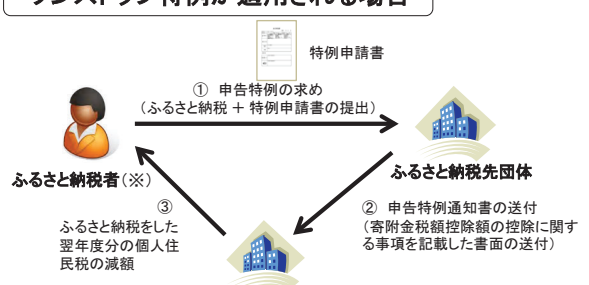 ワンストップ特例が適用される場合
特例申請書
① 申告特例の求め
（ふるさと納税 ＋ 特例申請書の提出）
ふるさと納税者（※）
ふるさと納税先団体
③
ふるさと納税をした
翌年度分の個人住
民税の減額
② 申告特例通知書の送付
（寄附金税額控除額の控除に関す
る事項を記載した書面の送付）